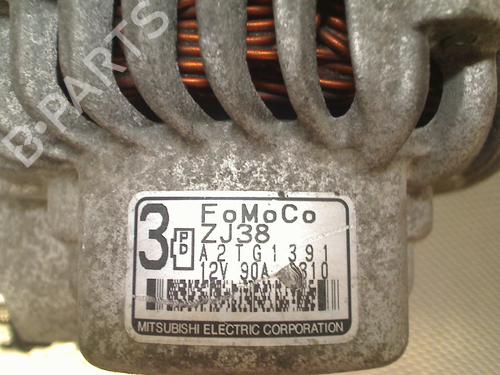 B-PARTS
3
P
D
FoMoCo
ZJ38
A2TG1391
12V 90A
MITSUBISHI ELECTRIC CORPORATION